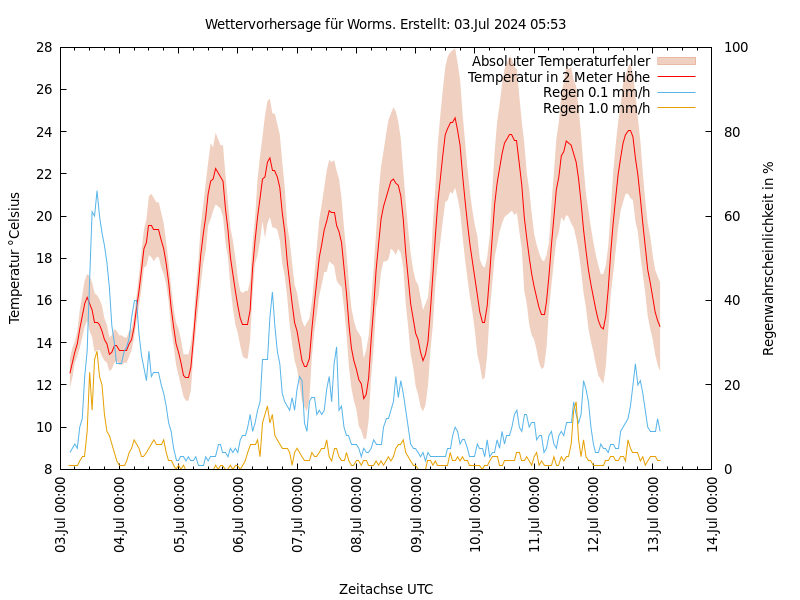 Wettervorhersage für Worms. Erstellt: 03.Jul 2024 05:53
Absoluter Temperaturfehler
Temperatur in 2 Meter Höhe
Regen 0.1 mm/h
Regen 1.0 mm/h
Temperatur °Celsius
28
26
24
22
20
18
16
14
12
10
8
100
80
60
40
20
0
Regenwahrscheinlichkeit in %
03.Jul 00:00
04.Jul 00:00
05.Jul 00:00
06.Jul 00:00
07.Jul 00:00
08.Jul 00:00
09.Jul 00:00
10.Jul 00:00
11.Jul 00:00
12.Jul 00:00
13.Jul 00:00
14.Jul 00:00
Zeitachse UTC